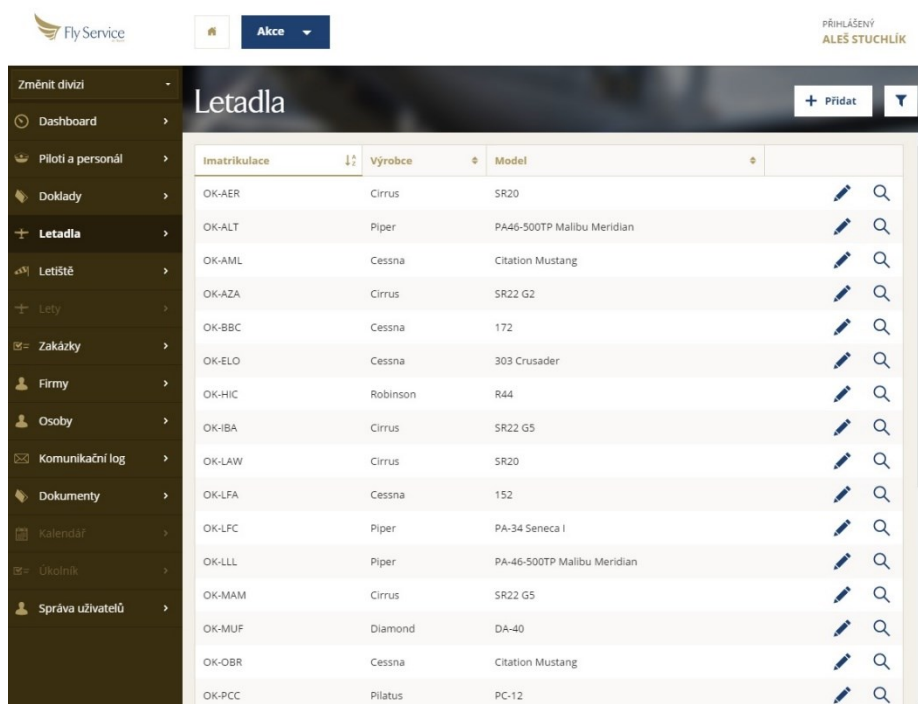 Fly Service
Akce
PŘIHLÁŠENÝ
ALEŠ STUCHLÍK
Změnit divizi
Dashboard
Piloti a personál
Doklady
Letadla
Letiště
Lety
Zakázky
Firmy
Osoby
Komunikační log
Dokumenty
Kalendář
Úkolník
Správa uživatelů
Letadla
+ Přidat
Imatrikulace Výrobce Model
OK-AER Cirrus SR20
OK-ALT Piper PA46-500TP Malibu Meridian
OK-AML Cessna Citation Mustang
OK-AZA Cirrus SR22 G2
OK-BBC Cessna 172
OK-ELO Cessna 303 Crusader
OK-HIC Robinson R44
OK-IBA Cirrus SR22 G5
OK-LAW Cirrus SR20
OK-LFA Cessna 152
OK-LFC Piper PA-34 Seneca I
OK-LLL Piper PA-46-500TP Malibu Meridian
OK-MAM Cirrus SR22 G5
OK-MUF Diamond DA-40
OK-OBR Cessna Citation Mustang
OK-PCC Pilatus PC-12